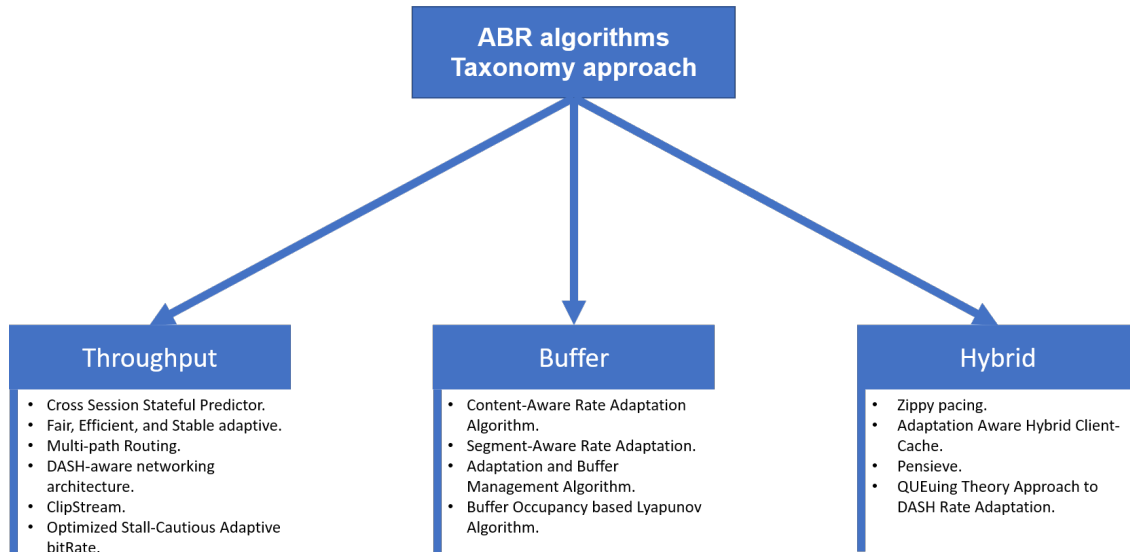 ABR algorithms
Taxonomy approach
Throughput
• Cross Session Stateful Predictor.
• Fair, Efficient, and Stable adaptive.
• Multi-path Routing.
• DASH-aware networking
architecture.
• ClipStream.
• Optimized Stall-Cautious Adaptive
bitRate.
Buffer
• Content-Aware Rate Adaptation
Algorithm.
• Segment-Aware Rate Adaptation.
• Adaptation and Buffer
Management Algorithm.
• Buffer Occupancy based Lyapunov
Algorithm.
Hybrid
• Zippy pacing.
• Adaptation Aware Hybrid Client-
Cache.
• Pensieve.
• QUEuing Theory Approach to
DASH Rate Adaptation.